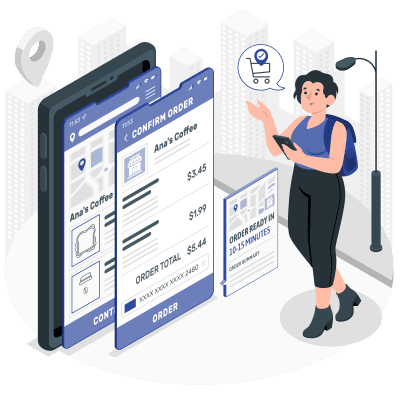 11:53
Ana's Coffee
CONT
11:53
CONFIRM ORDER
Ana's Coffee
$3.45
$1.99
ORDER TOTAL $5.44
XXXX XXXX XXXX 2480
ORDER
ORDER READY IN
10-15 MINUTES
ORDER SUMMARY